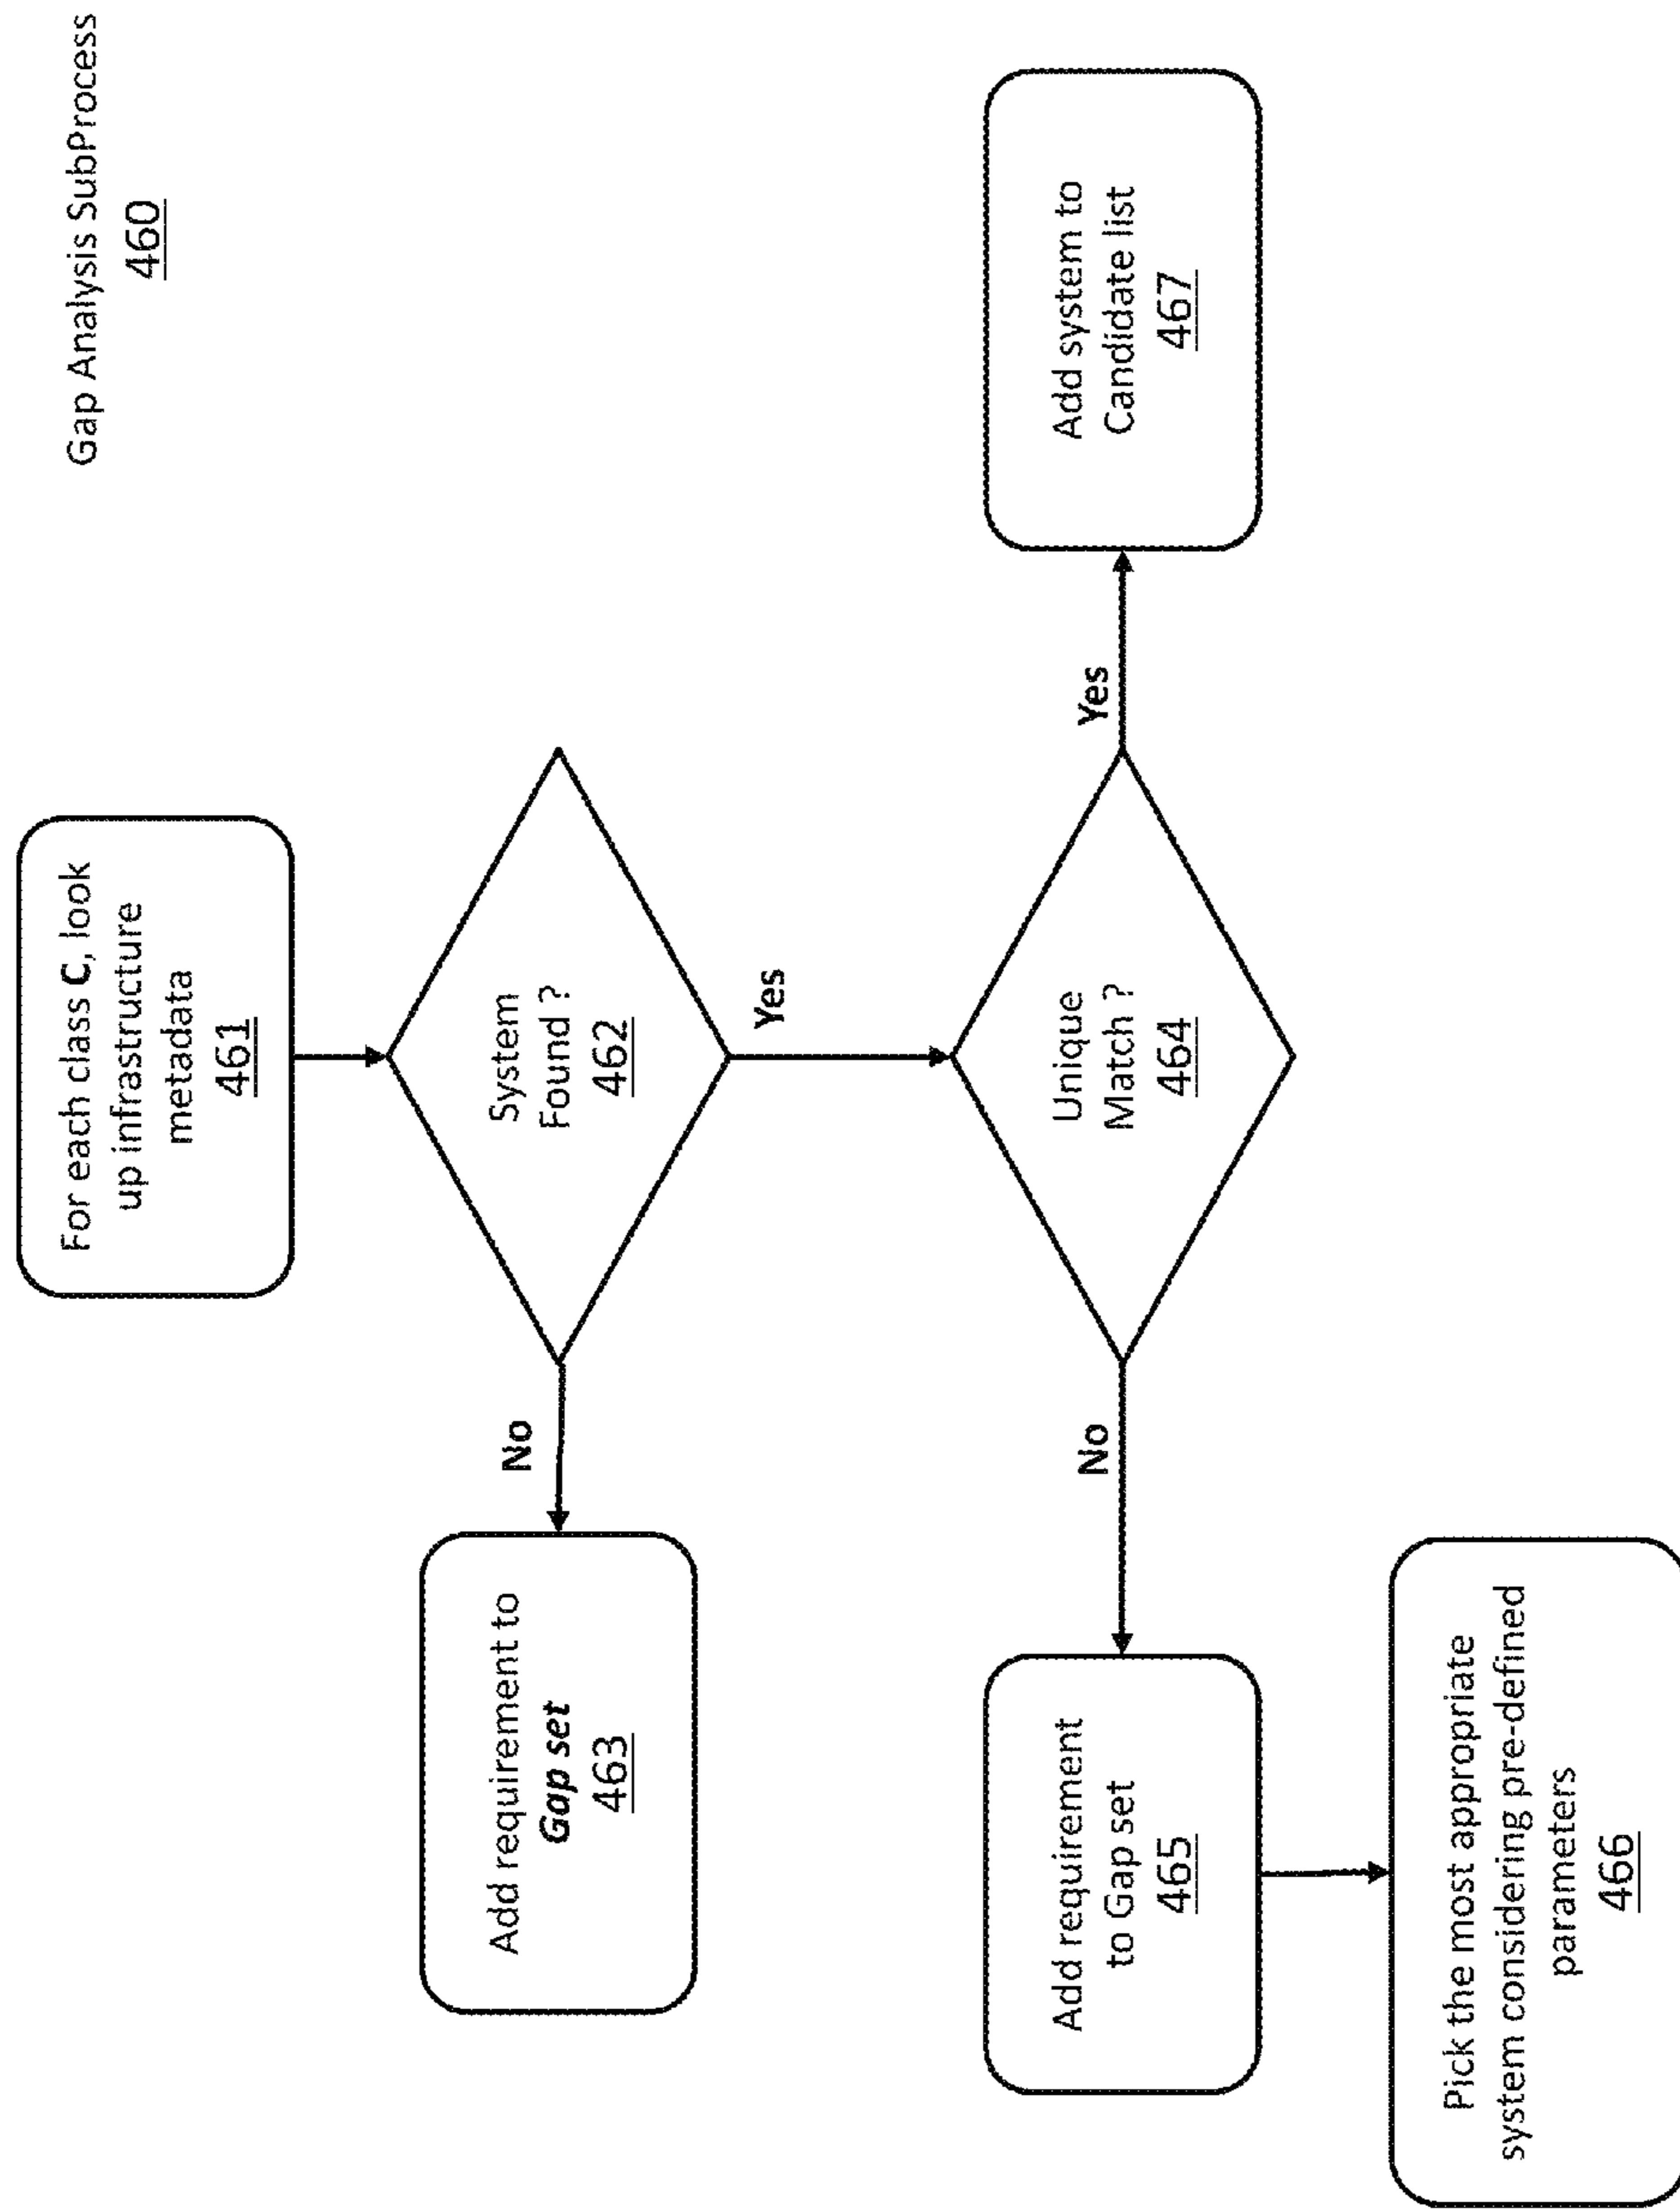 Gap Analysis SubProcess
460
For each class C, look
up infrastructure
metadata
461
System
Found ?
462
No
Yes
Add requirement to
Gap set
463
Unique
Match ?
464
No
Yes
Add requirement
to Gap set
465
Add system to
Candidate list
467
Pick the most appropriate
system considering pre-defined
parameters
466